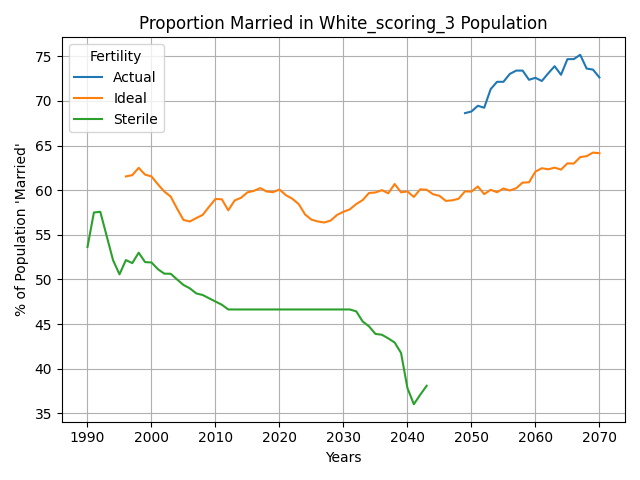 Proportion Married in White_scoring_3 Population
Fertility
Actual
Ideal
Sterile
% of Population 'Married'
75
70
65
60
55
50
45
40
35
1990 2000 2010 2020 2030 2040 2050 2060 2070
Years